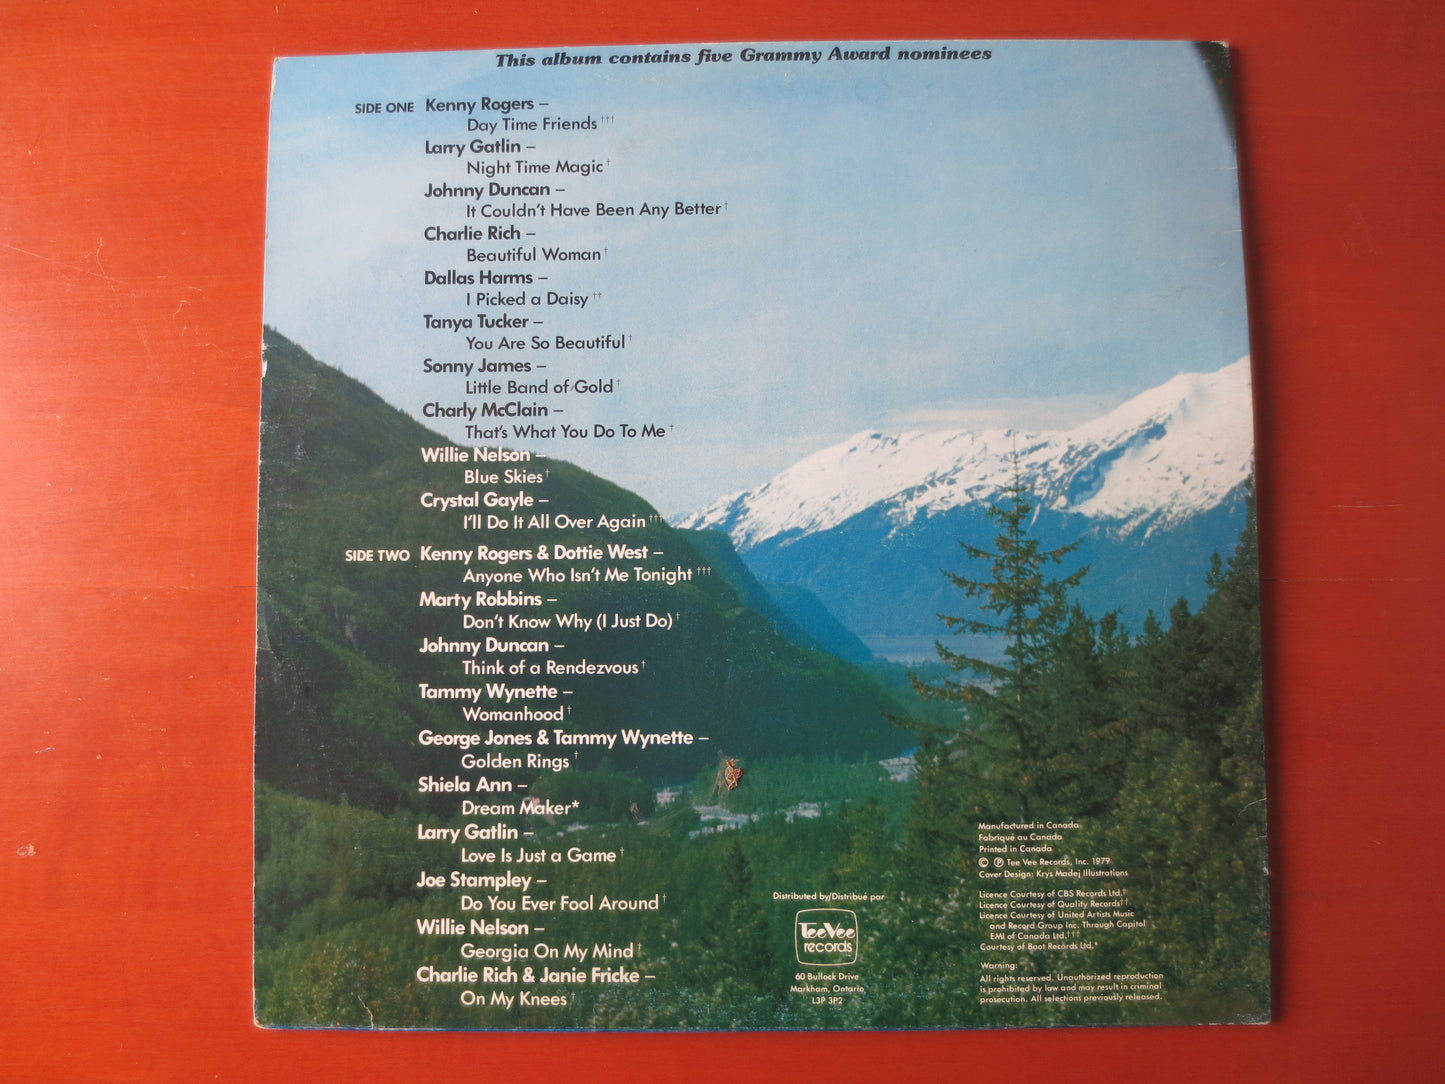 This album contains five Grammy Award nominees
SIDE ONE Kenny Rogers –
Day Time Friends†††
Larry Gatlin –
Night Time Magic†
Johnny Duncan –
It Couldn't Have Been Any Better†
Charlie Rich –
Beautiful Woman†
Dallas Harms –
I Picked a Daisy††
Tanya Tucker –
You Are So Beautiful†
Sonny James –
Little Band of Gold†
Charly McClain –
That's What You Do To Me†
Willie Nelson –
Blue Skies†
Crystal Gayle –
I'll Do It All Over Again†††
SIDE TWO Kenny Rogers & Dottie West –
Anyone Who Isn't Me Tonight†††
Marty Robbins –
Don't Know Why (I Just Do)†
Johnny Duncan –
Think of a Rendezvous†
Tammy Wynette –
Womanhood†
George Jones & Tammy Wynette –
Golden Rings†
Shiela Ann –
Dream Maker*
Larry Gatlin –
Love Is Just a Game†
Joe Stampley –
Do You Ever Fool Around†
Willie Nelson –
Georgia On My Mind†
Charlie Rich & Janie Fricke –
On My Knees†
Distributed by/Distribué par
TeeVee
records
60 Bullock Drive
Markham, Ontario
L3P 3P2
Manufactured in Canada
Fabriqué au Canada
Printed in Canada
© ℗ Tee Vee Records, Inc. 1979
Cover Design: Krys Madej Illustrations
Licence Courtesy of CBS Records Ltd.†
Licence Courtesy of Quality Records††
Licence Courtesy of United Artists Music
and Record Group Inc. Through Capitol
EMI of Canada Ltd.†††
Courtesy of Boot Records Ltd.*
Warning:
All rights reserved. Unauthorized reproduction
is prohibited by law and may result in criminal
prosecution. All selections previously released.